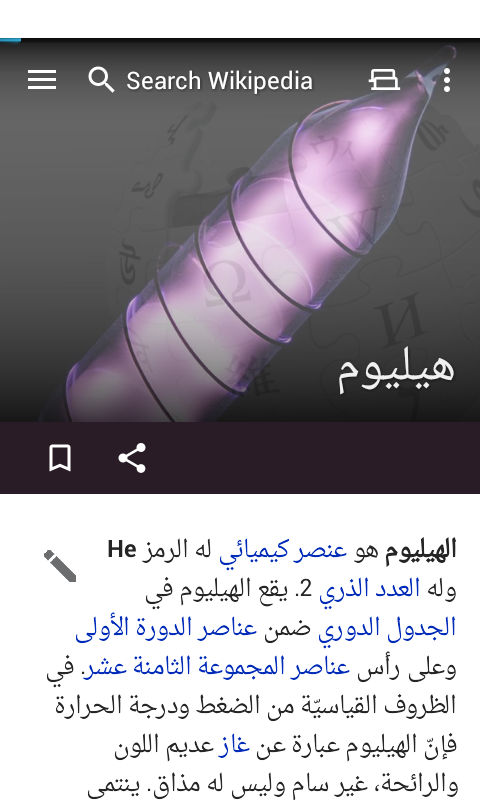 Search Wikipedia
هيليوم
الهيليوم هو عنصر كيميائي له الرمز He
وله العدد الذري 2. يقع الهيليوم في
الجدول الدوري ضمن عناصر الدورة الأولى
وعلى رأس عناصر المجموعة الثامنة عشر. في
الظروف القياسيّة من الضغط ودرجة الحرارة
فإنّ الهيليوم عبارة عن غاز عديم اللون
والرائحة، غير سام وليس له مذاق. ينتمي